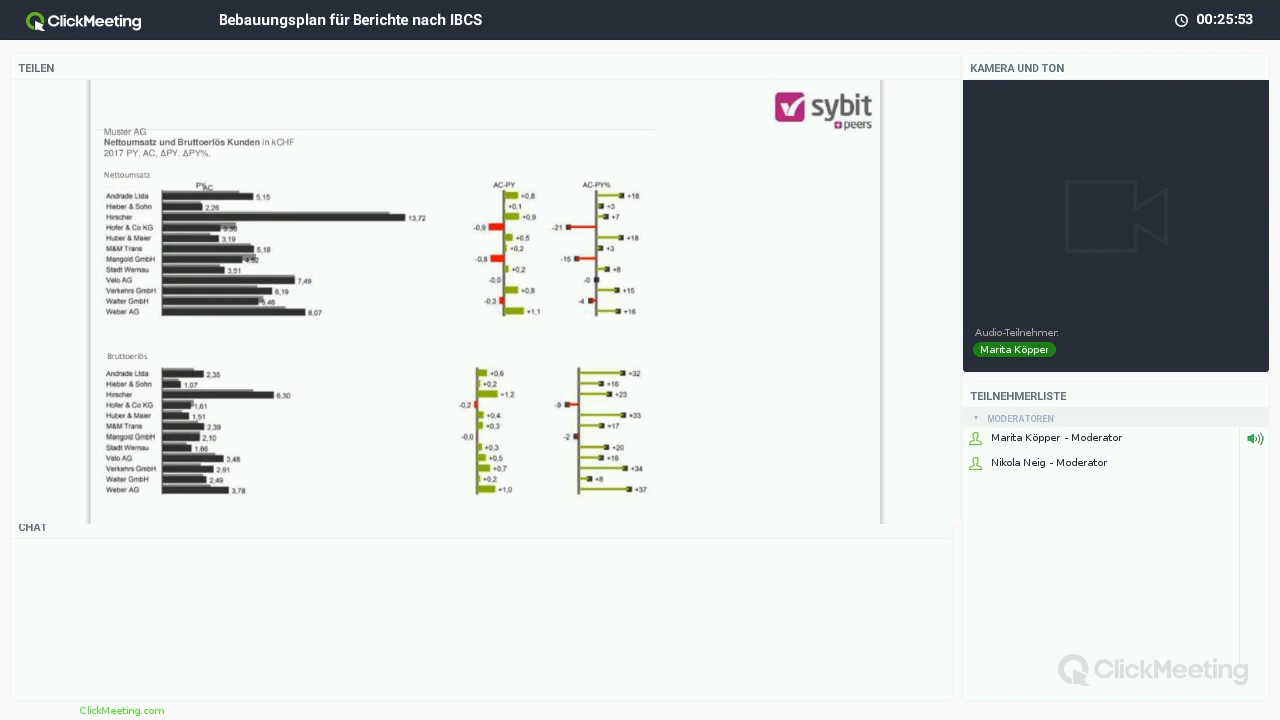 ClickMeeting
Bebauungsplan für Berichte nach IBCS
00:25:53
TEILEN
KAMERA UND TON
sybit
peers
Muster AG
Nettoumsatz und Bruttoerlös Kunden in kCHF
2017 PY, AC, ΔPY, ΔPY%.
Nettoumsatz
PY AC
AC-PY
AC-PY%
Andrade Ltda 5,15 +0,8 +18
Hieber & Sohn 2,26 +0,1 +3
Hirscher 13,72 +0,9 +7
Hofer & Co KG -0,9 -21
Huber & Maier 3,19 +0,5 +18
M&M Trans 5,18 +0,2 +3
Mangold GmbH -0,8 -15
Stadt Wernau 3,51 +0,2 +8
Velo AG 7,49 -0,0 -0
Verkehrs GmbH 6,19 +0,8 +15
Walter GmbH 5,46 -0,3 -4
Weber AG 8,07 +1,1 +16
Bruttoerlös
Andrade Ltda 2,35 +0,6 +32
Hieber & Sohn 1,07 +0,2 +16
Hirscher 6,30 +1,2 +23
Hofer & Co KG 1,61 -0,2 -9
Huber & Maier 1,51 +0,4 +33
M&M Trans 2,39 +0,3 +17
Mangold GmbH 2,10 -0,0 -2
Stadt Wernau 1,66 +0,3 +20
Velo AG 3,48 +0,5 +16
Verkehrs GmbH 2,91 +0,7 +34
Walter GmbH 2,49 +0,2 +8
Weber AG 3,78 +1,0 +37
Audio-Teilnehmer:
Marita Köpper
TEILNEHMERLISTE
MODERATOREN
Marita Köpper - Moderator
Nikola Neig - Moderator
CHAT
ClickMeeting
ClickMeeting.com